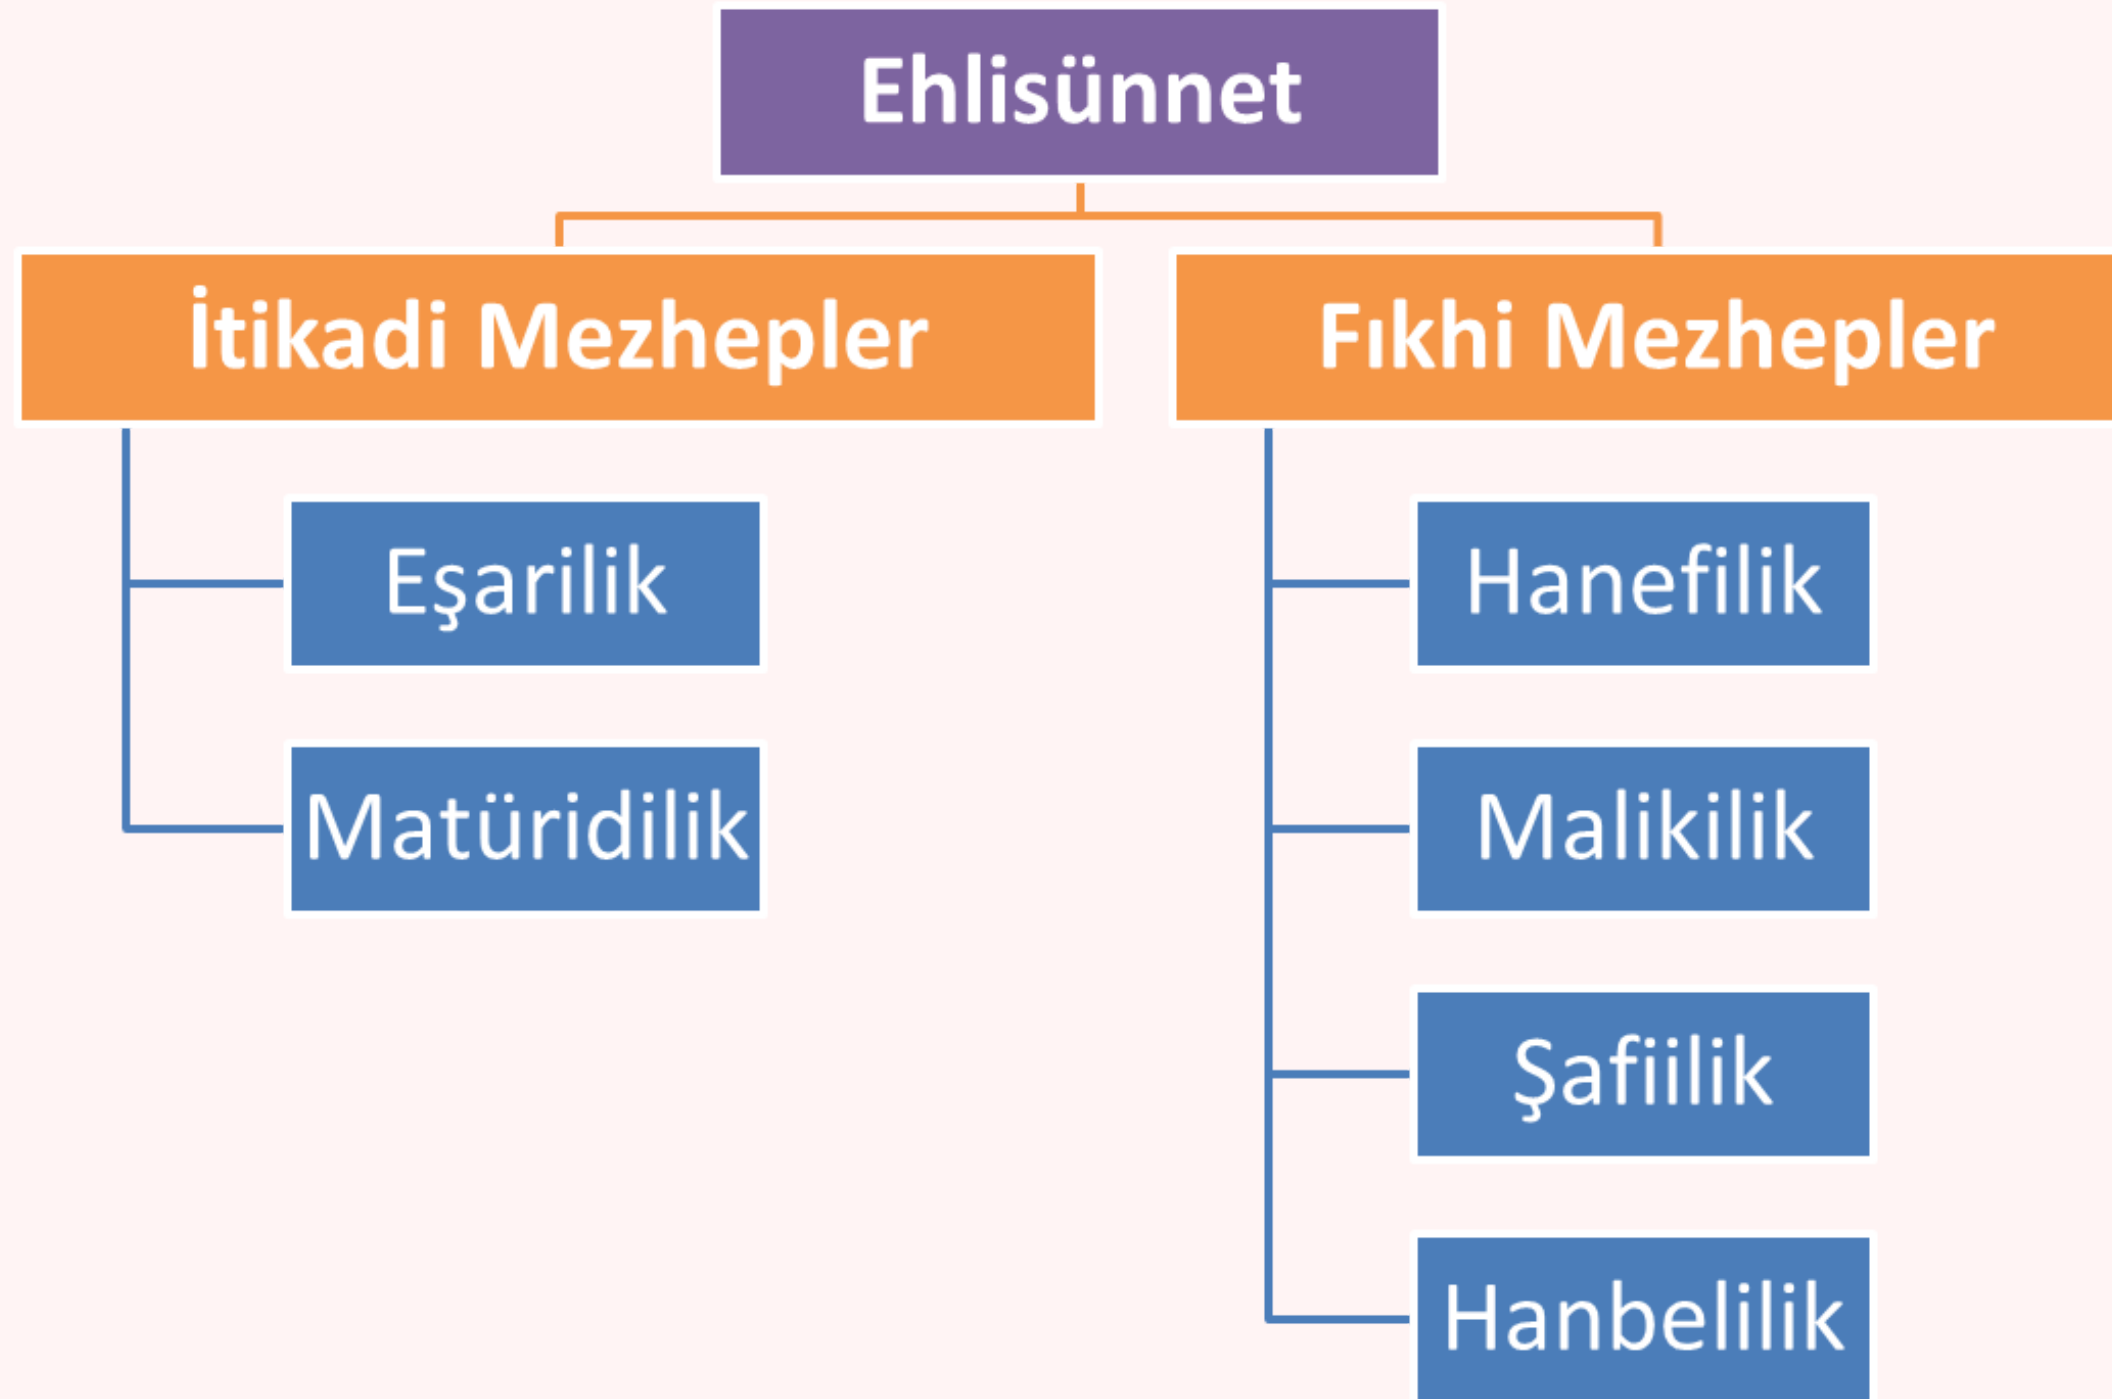 Ehlisünnet
İtikadi Mezhepler
Eşarilik
Matüridilik
Fıkhi Mezhepler
Hanefilik
Malikilik
Şafiilik
Hanbelilik